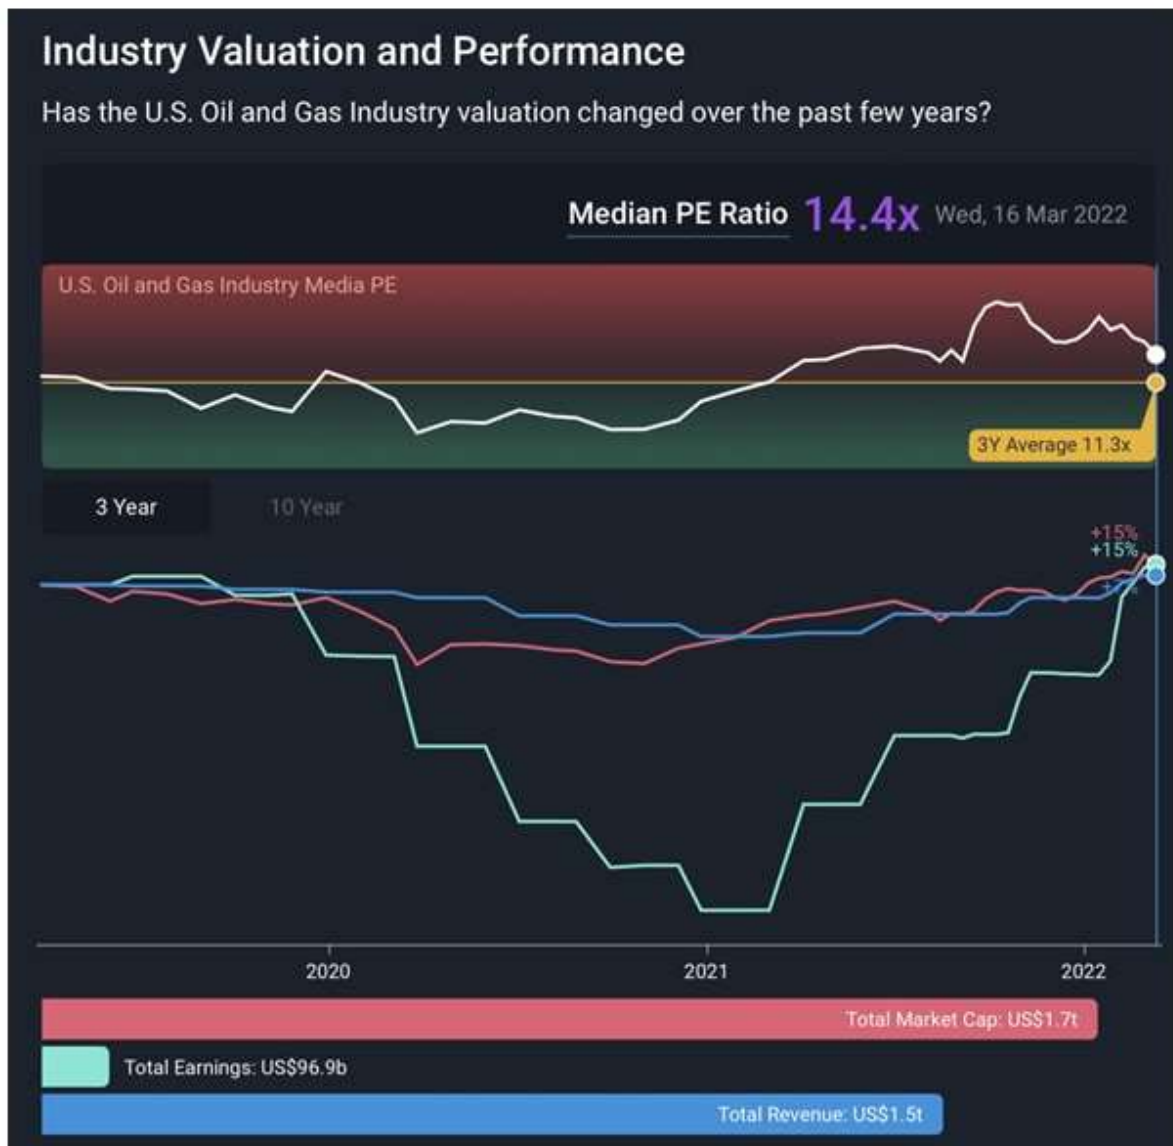 Industry Valuation and Performance
Has the U.S. Oil and Gas Industry valuation changed over the past few years?
Median PE Ratio 14.4x Wed, 16 Mar 2022
U.S. Oil and Gas Industry Media PE
3Y Average 11.3x
3 Year 10 Year
+15%
+15%
2020 2021 2022
Total Market Cap: US$1.7t
Total Earnings: US$96.9b
Total Revenue: US$1.5t